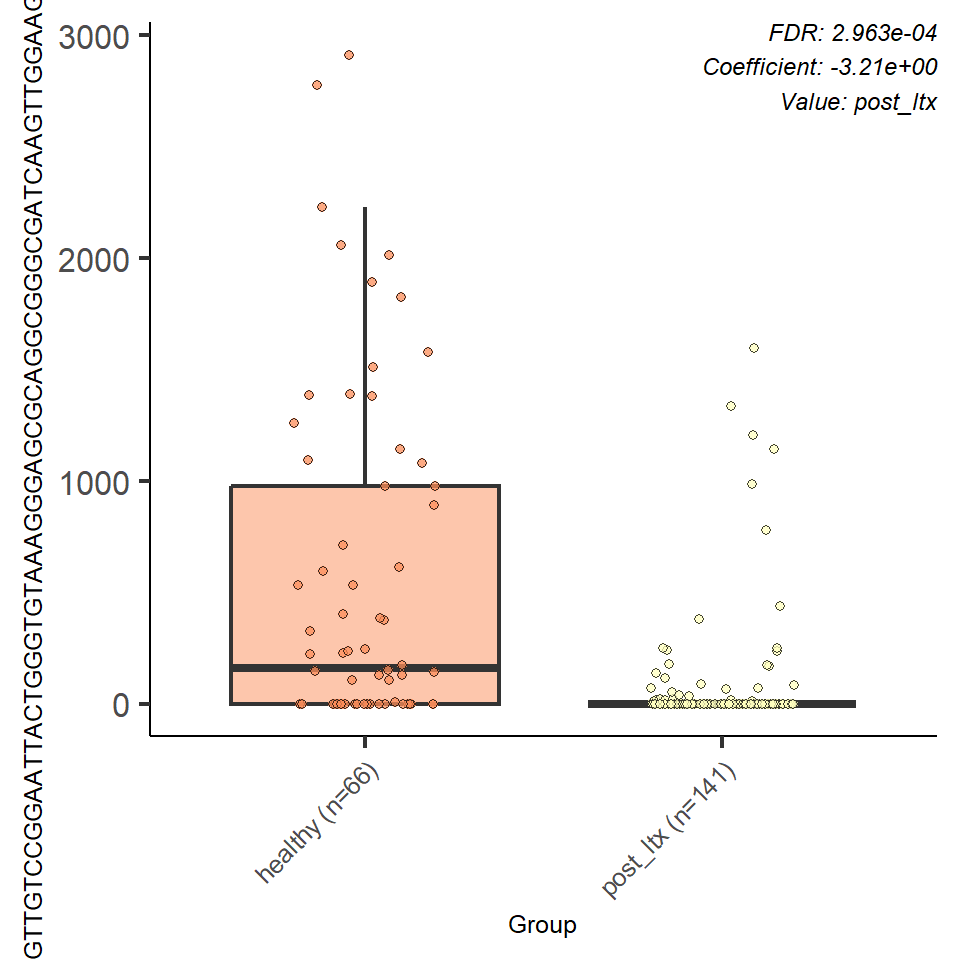 GTTGTCCGGAATTACTGGGTGTAAAGGGAGCGCAGGCGGGCGATCAAGTTGGAAG
3000
2000
1000
0
FDR: 2.963e-04
Coefficient: -3.21e+00
Value: post_ltx
healthy (n=66)
post_ltx (n=141)
Group